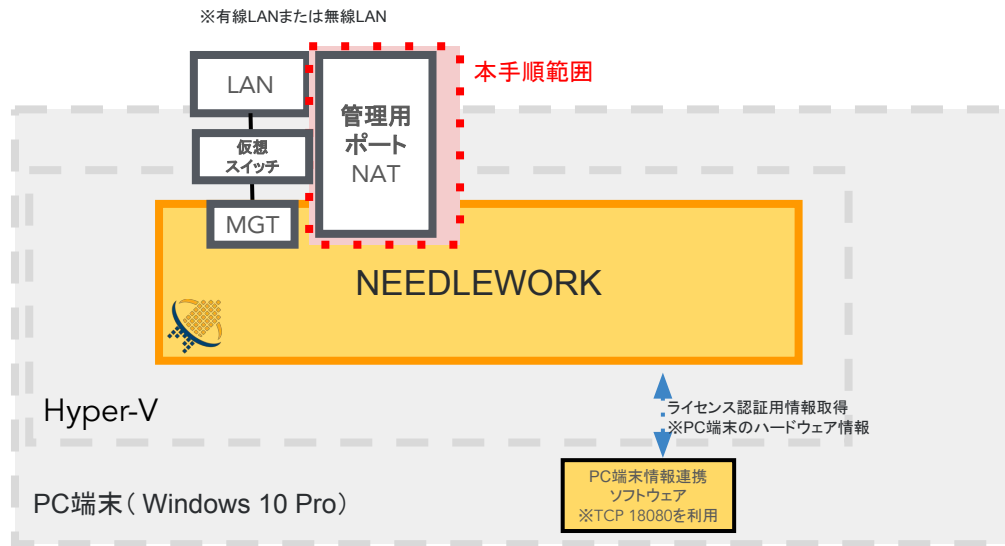 ※有線LANまたは無線LAN
本手順範囲
LAN
管理用
ポート
NAT
仮想
スイッチ
MGT
NEEDLEWORK
Hyper-V
ライセンス認証用情報取得
※PC端末のハードウェア情報
PC端末情報連携
ソフトウェア
※TCP 18080を利用
PC端末( Windows 10 Pro)